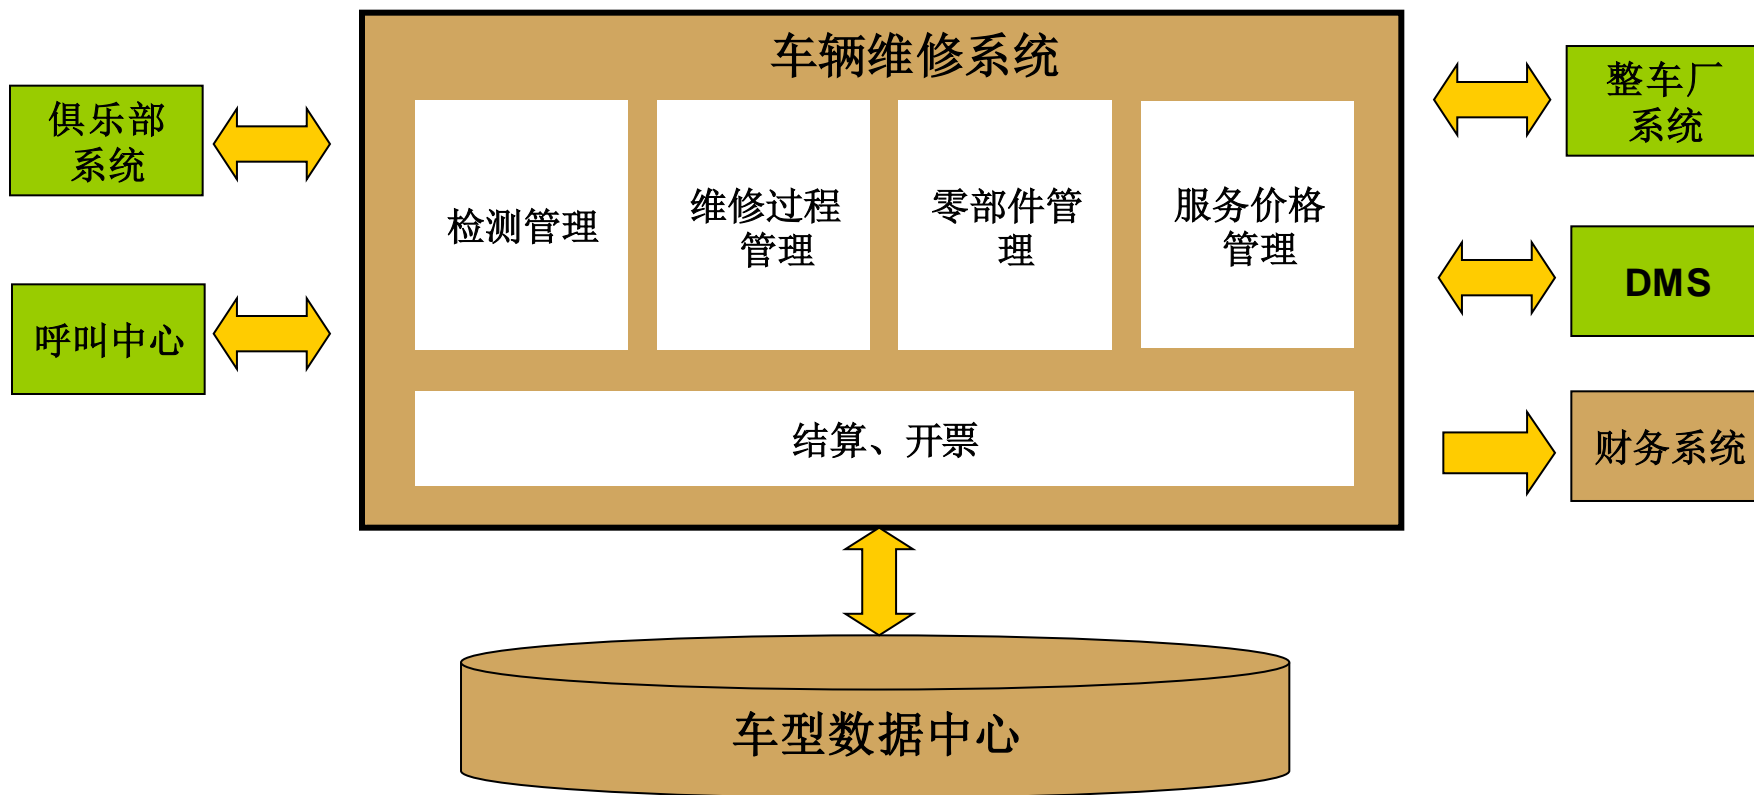 车辆维修系统
俱乐部
系统
呼叫中心
检测管理
维修过程
管理
零部件管
理
服务价格
管理
结算、开票
整车厂
系统
DMS
财务系统
车型数据中心